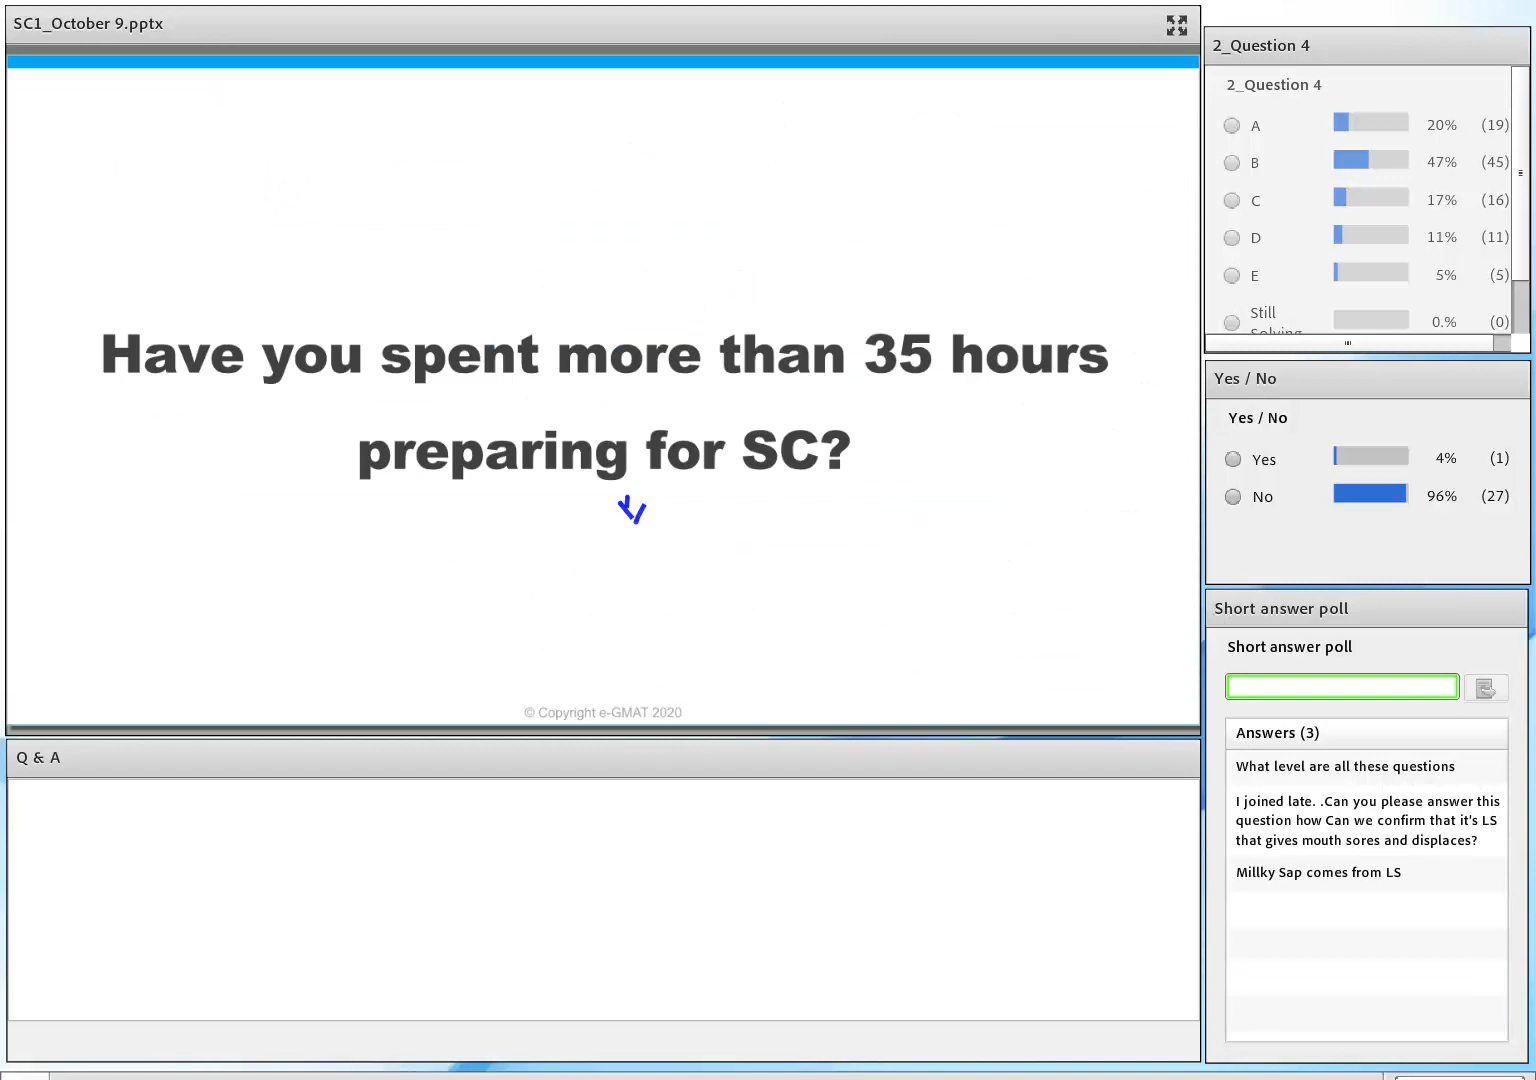 SC1_October 9.pptx
Have you spent more than 35 hours
preparing for SC?
© Copyright e-GMAT 2020
Q & A
2_Question 4
2_Question 4
A 20% (19)
B 47% (45)
C 17% (16)
D 11% (11)
E 5% (5)
Still
Solving 0.% (0)
Yes / No
Yes / No
Yes 4% (1)
No 96% (27)
Short answer poll
Short answer poll
Answers (3)
What level are all these questions
I joined late. .Can you please answer this
question how Can we confirm that it's LS
that gives mouth sores and displaces?
Millky Sap comes from LS